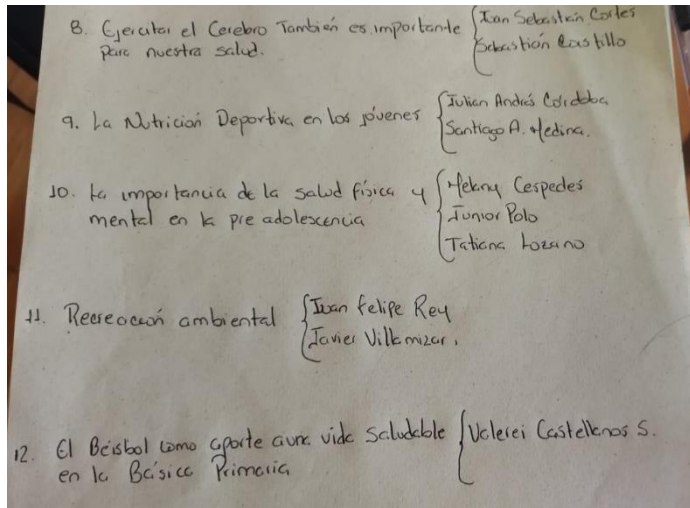 8. Ejercitar el Cerebro También es importante
para nuestra salud.
Juan Sebastián Cortes
Sebastián Castillo
9. La Nutrición Deportiva en los jóvenes
Julian Andrés Córdoba
Santiago A. Medina.
10. La importancia de la salud física y
mental en la pre adolescencia
Melany Cespedes
Junior Polo
Tatiana Lozano
11. Recreación ambiental
Juan Felipe Rey
Javier Villamizar.
12. El Béisbol como aporte a una vida Saludable
en la Básica Primaria
Valerei Castellanos S.